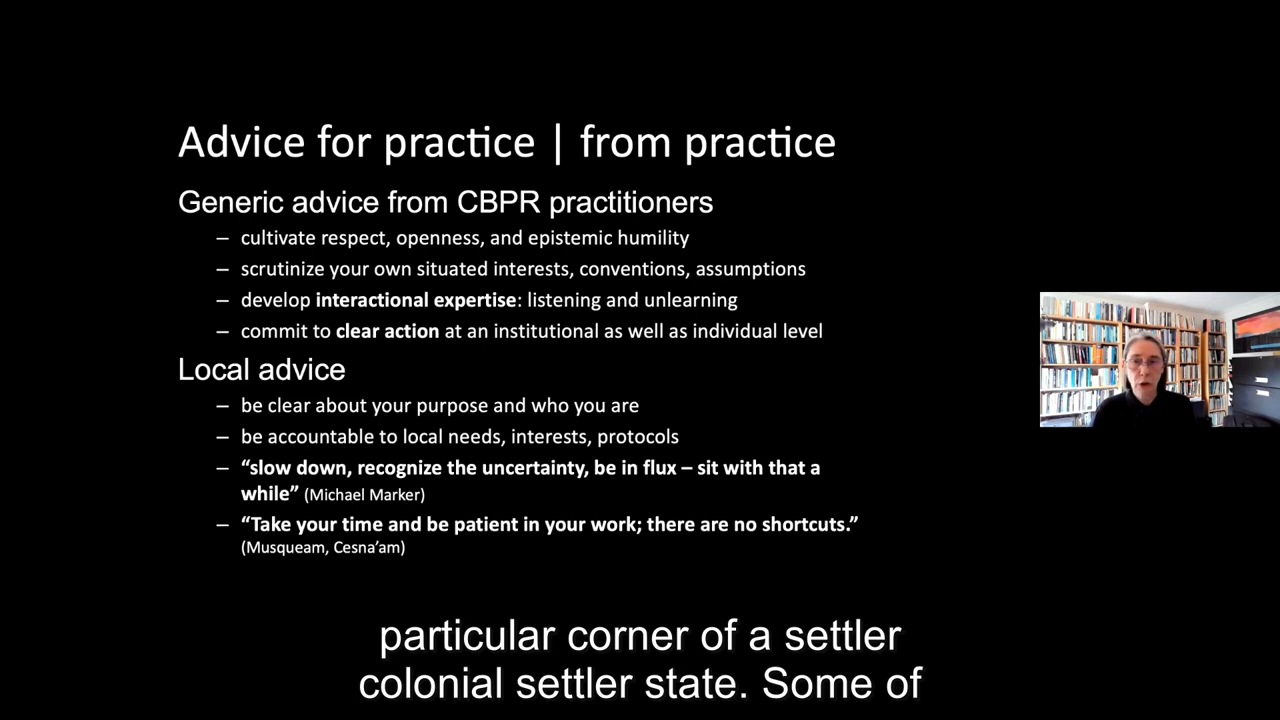 Advice for practice | from practice
Generic advice from CBPR practitioners
– cultivate respect, openness, and epistemic humility
– scrutinize your own situated interests, conventions, assumptions
– develop interactional expertise: listening and unlearning
– commit to clear action at an institutional as well as individual level
Local advice
– be clear about your purpose and who you are
– be accountable to local needs, interests, protocols
– “slow down, recognize the uncertainty, be in flux – sit with that a
while” (Michael Marker)
– “Take your time and be patient in your work; there are no shortcuts.”
(Musqueam, Cesna’am)
particular corner of a settler
colonial settler state. Some of